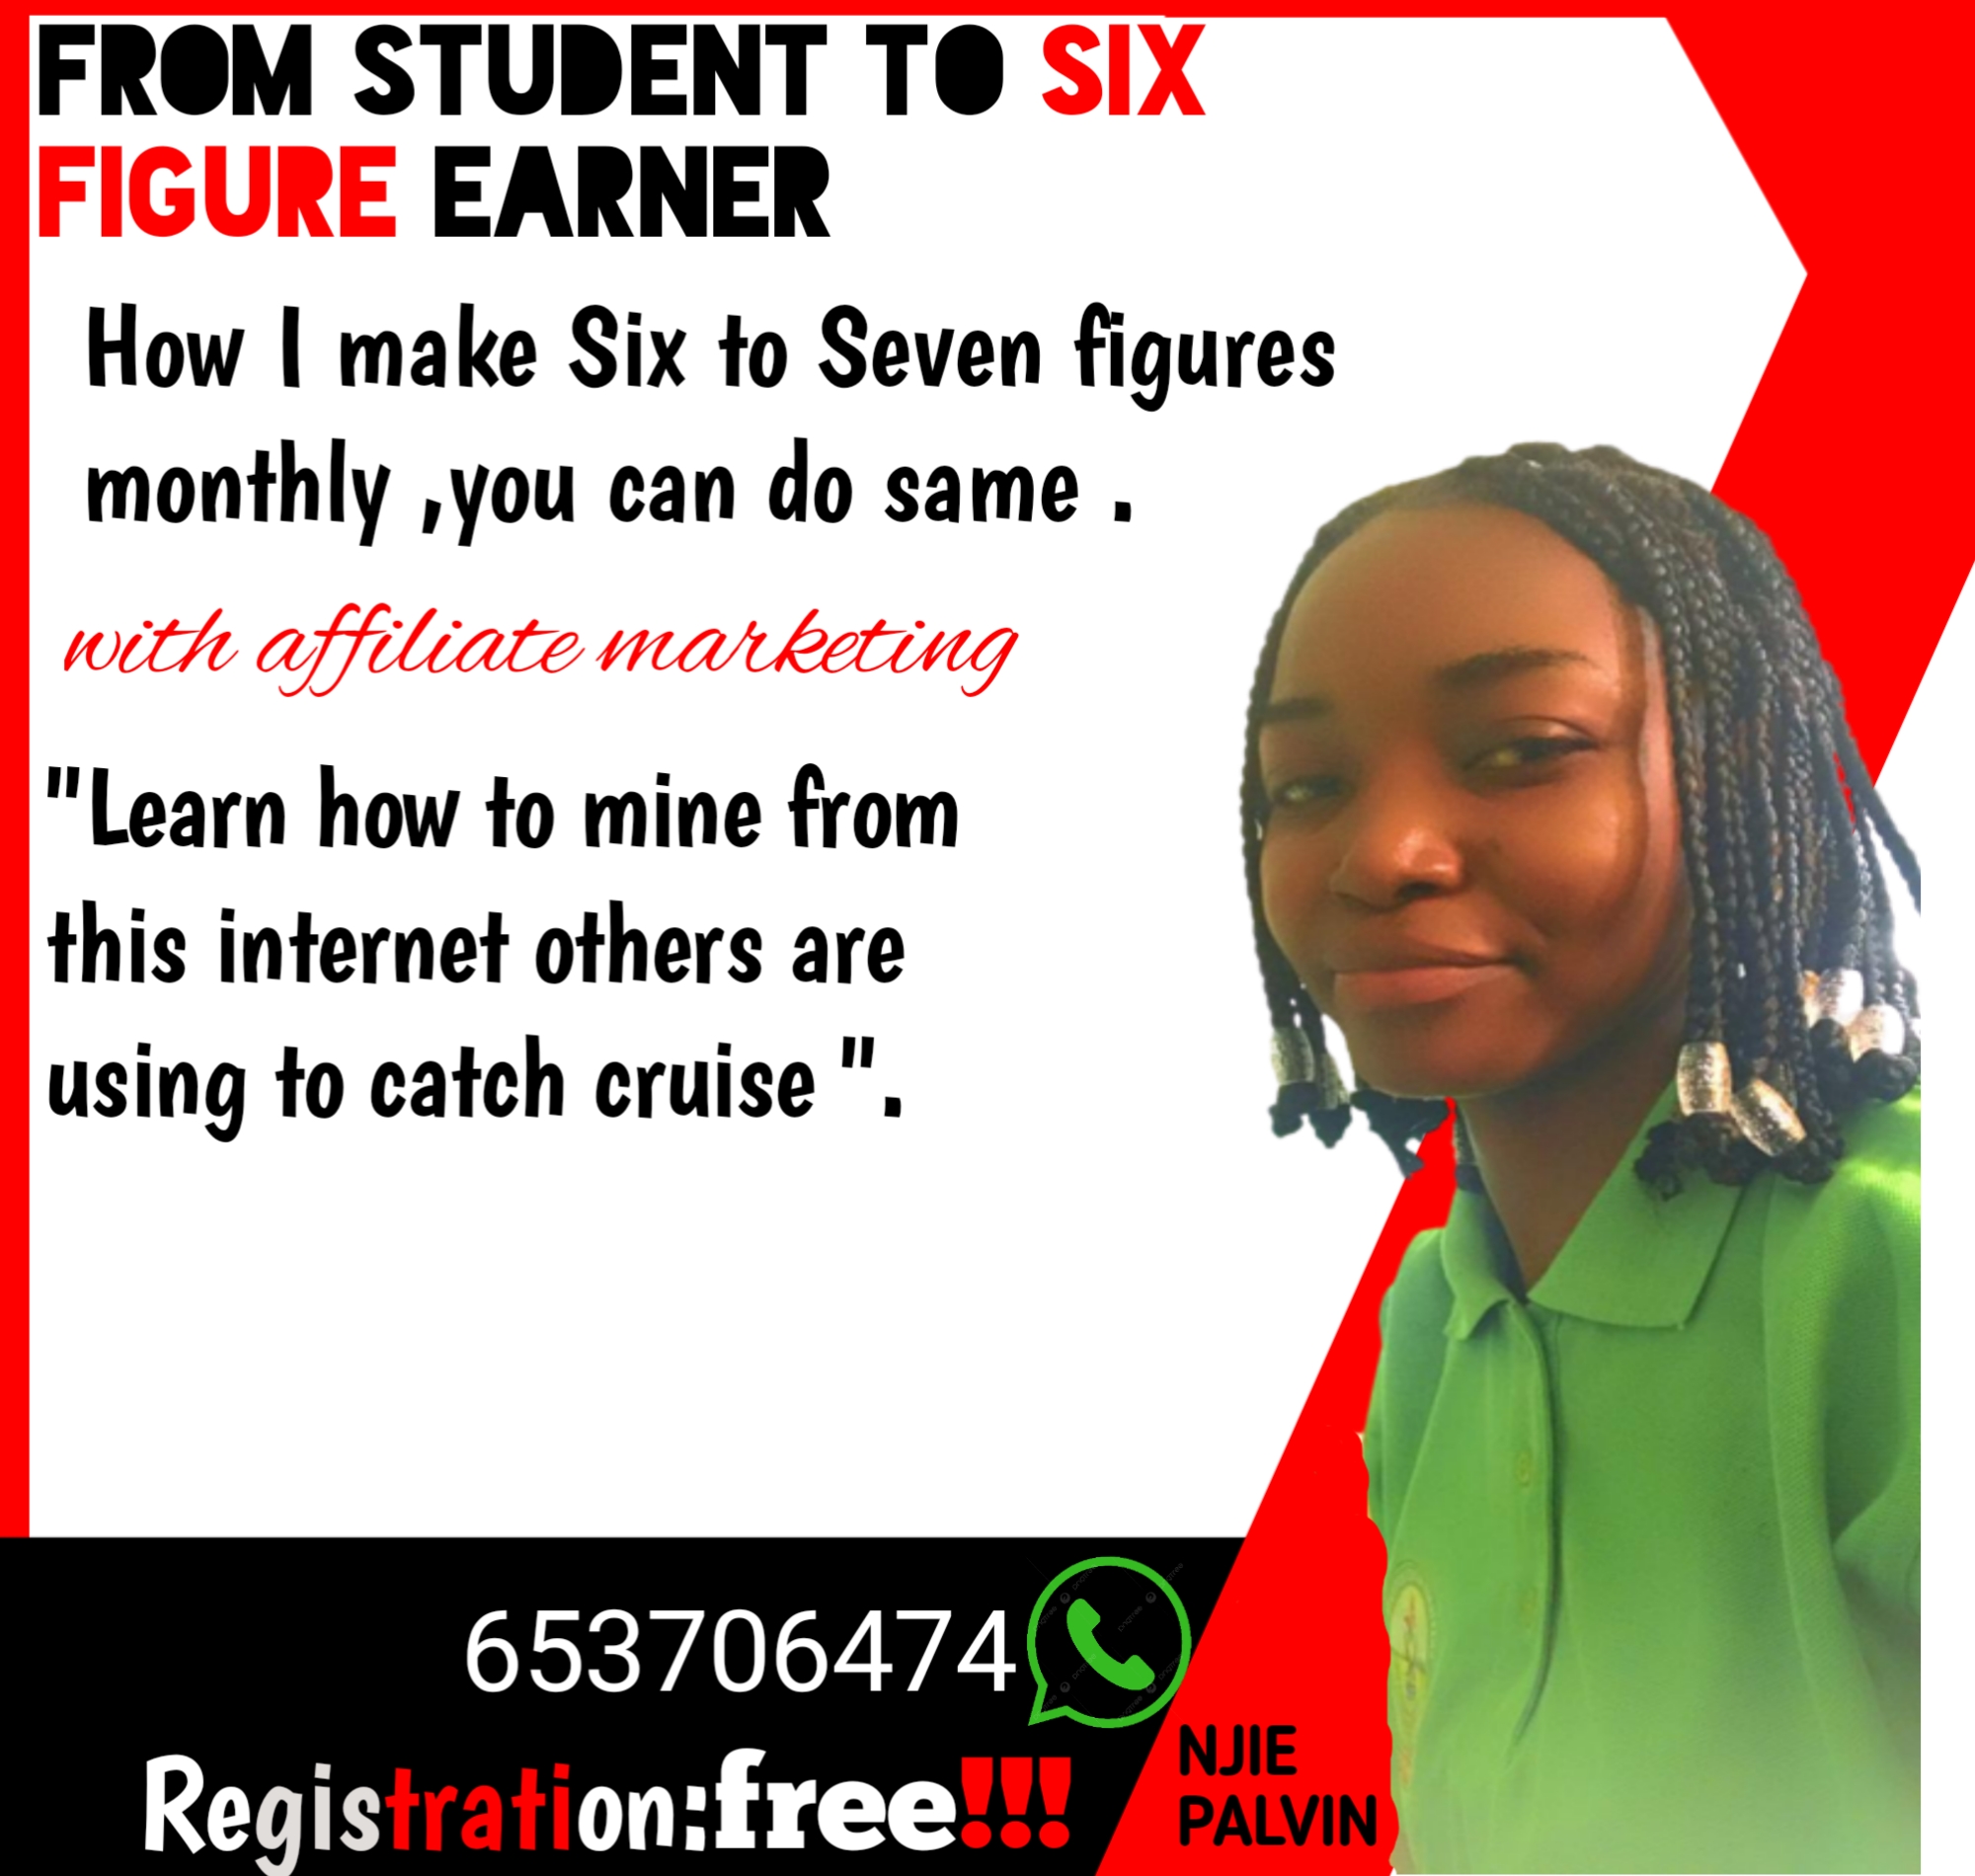 FROM STUDENT TO SIX
FIGURE EARNER
How I make Six to Seven figures
monthly ,you can do same .
with affiliate marketing
"Learn how to mine from
this internet others are
using to catch cruise ".
653706474
Registration:free!!!
NJIE
PALVIN